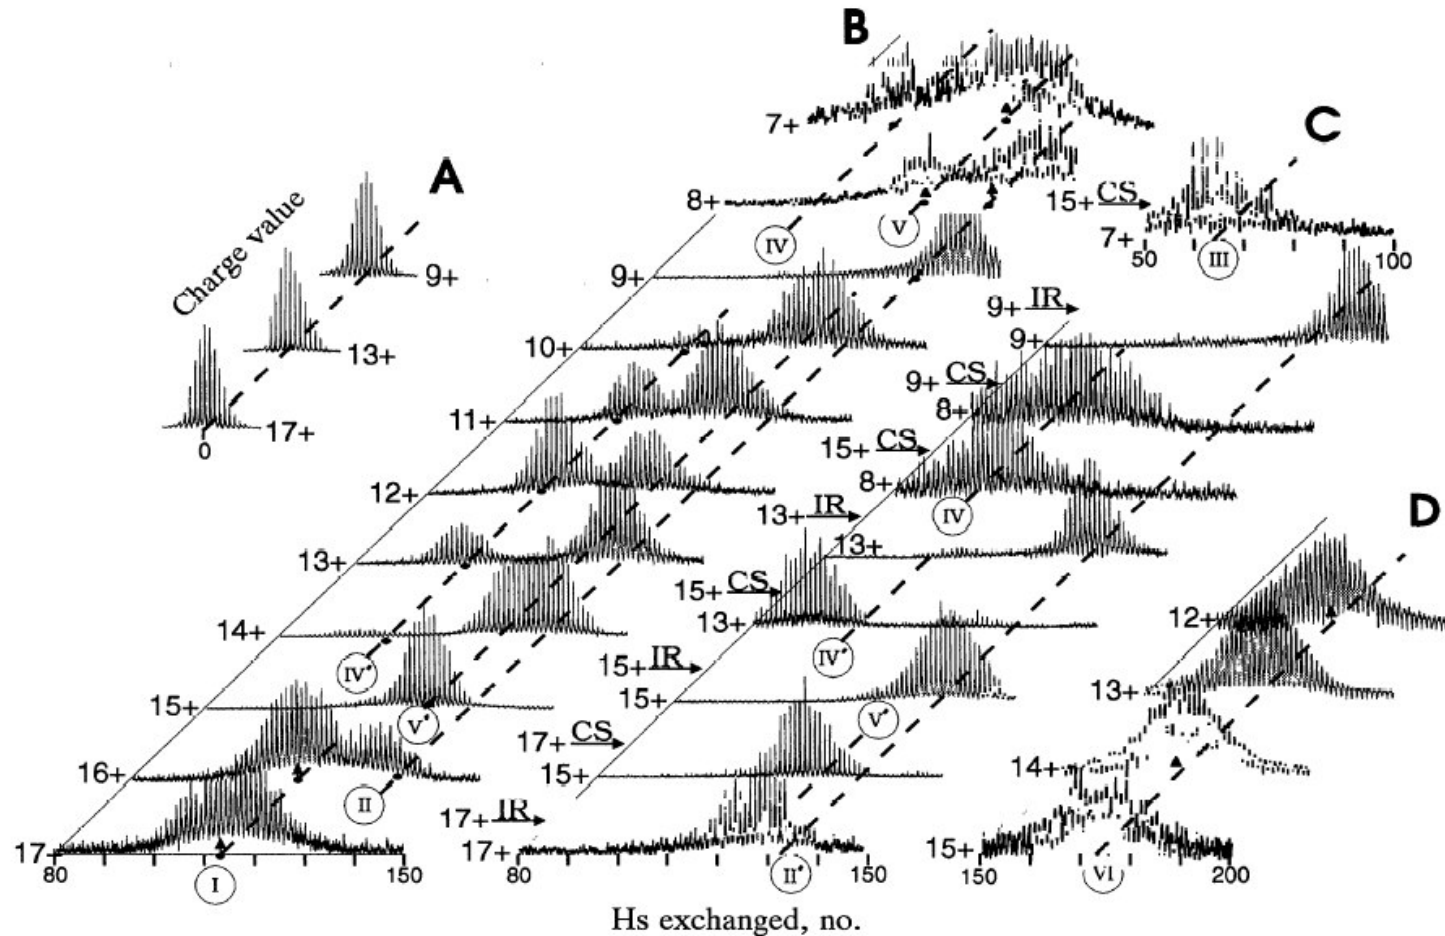 B
7+
C
A
15+ CS
8+
7+
IV
V
III
50
100
Charge value
9+
9+
9+ IR
13+
10+
9+
9+ CS
8+
17+
11+
15+ CS
0
12+
8+
IV
D
13+ IR
13+
13+
15+ CS
12+
14+
13+
IV'
IV'
15+ IR
13+
15+
15+
V'
V'
17+ CS
16+
15+
14+
II
17+ IR
17+
17+
15+
80
150
80
150
150
200
I
II'
VI
Hs exchanged, no.